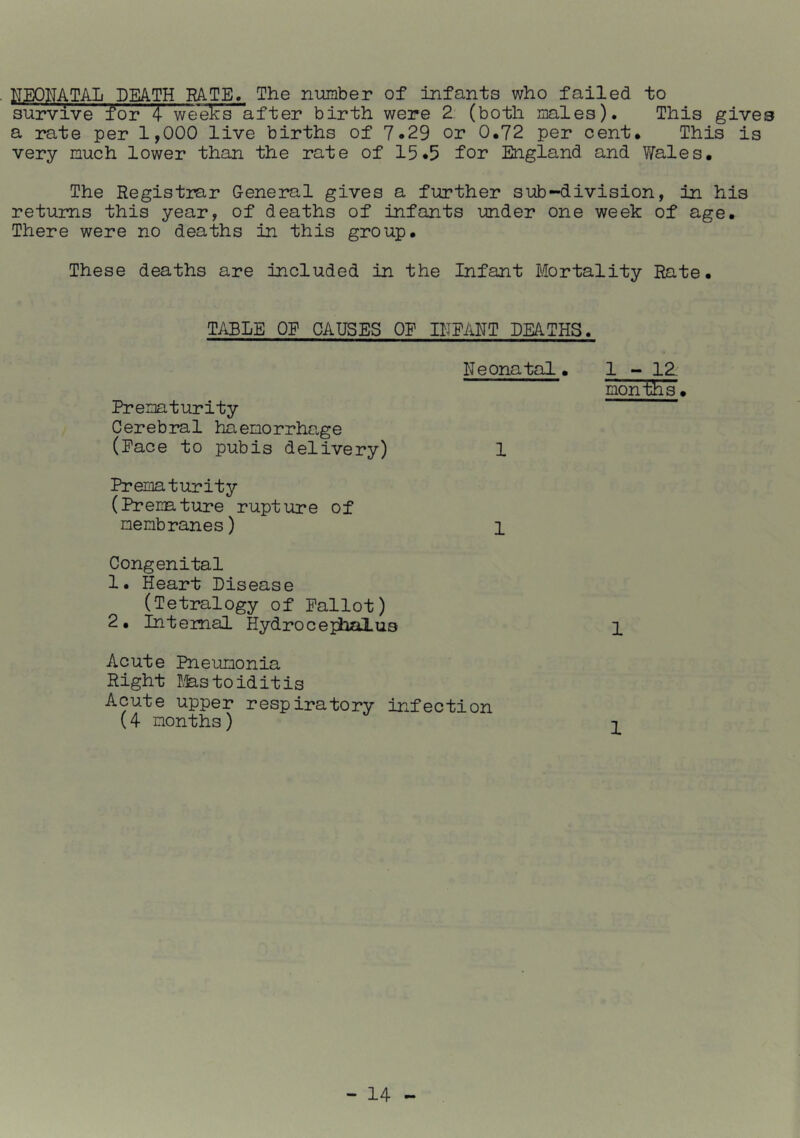 NEONATAL DEATH RATE. The number of infants who failed to
survive for 4 weeks after birth were 2 (both males). This gives
a rate per 1,000 live births of 7.29 or 0.72 per cent. This is
very much lower than the rate of 15.5 for England and Wales.
The Registrar General gives a further sub-division, in his
returns this year, of deaths of infants under one week of age.
There were no deaths in this group.
These deaths are included in the Infant Mortality Rate.
TABLE OF CAUSES OF INFANT DEATHS.
Neonatal. 1 - 12
months.
Prematurity
Cerebral haemorrhage
(Face to pubis delivery) 1
Prematurity
(Premature rupture of
membranes) 1
Congenital
1. Heart Disease
(Tetralogy of Fallot)
2. Internal Hydrocephalus 1
Acute Pneumonia
Right Mastoiditis
Acute upper respiratory infection
(4 months) 1
- 14 -